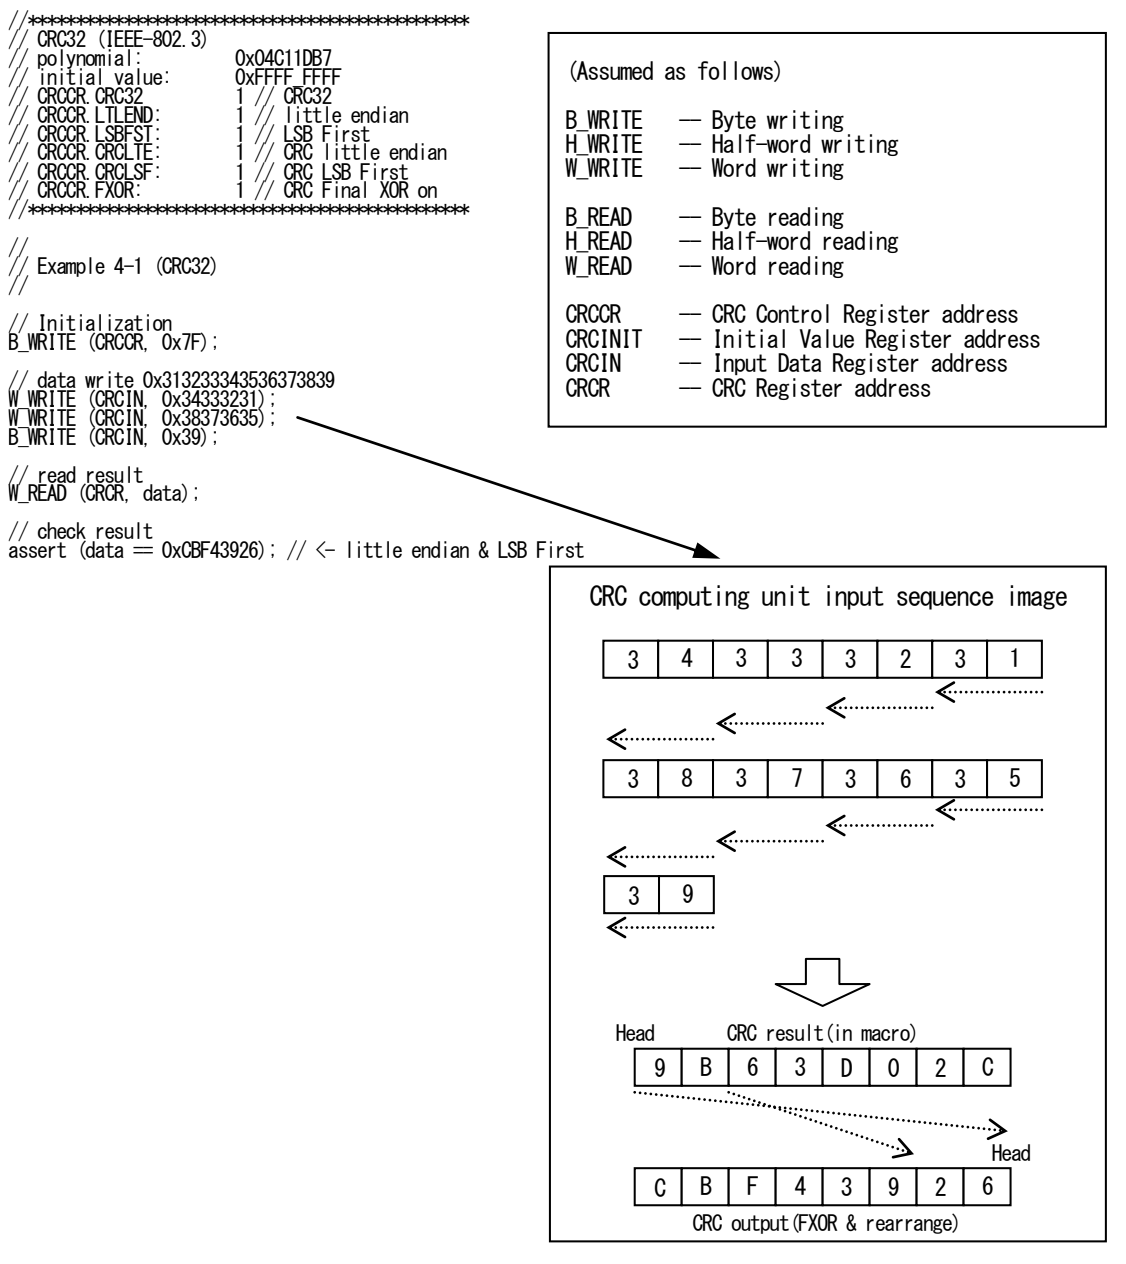 //**********************************************
// CRC32 (IEEE-802.3)
// polynomial: 0x04C11DB7
// initial value: 0xFFFF_FFFF
// CRCCR.CRC32 1 // CRC32
// CRCCR.LTLEND: 1 // little endian
// CRCCR.LSBFST: 1 // LSB First
// CRCCR.CRCLTE: 1 // CRC little endian
// CRCCR.CRCLSF: 1 // CRC LSB First
// CRCCR.FXOR: 1 // CRC Final XOR on
//**********************************************
//
// Example 4-1 (CRC32)
//
// Initialization
B_WRITE (CRCCR, 0x7F);
// data write 0x313233343536373839
W_WRITE (CRCIN, 0x34333231);
W_WRITE (CRCIN, 0x38373635);
B_WRITE (CRCIN, 0x39);
// read result
W_READ (CRCR, data);
// check result
assert (data == 0xCBF43926); // <- little endian & LSB First
(Assumed as follows)
B_WRITE -- Byte writing
H_WRITE -- Half-word writing
W_WRITE -- Word writing
B_READ -- Byte reading
H_READ -- Half-word reading
W_READ -- Word reading
CRCCR -- CRC Control Register address
CRCINIT -- Initial Value Register address
CRCIN -- Input Data Register address
CRCR -- CRC Register address
CRC computing unit input sequence image
3 4 3 3 3 2 3 1
3 8 3 7 3 6 3 5
3 9
Head CRC result(in macro)
9 B 6 3 D 0 2 C
Head
C B F 4 3 9 2 6
CRC output(FXOR & rearrange)